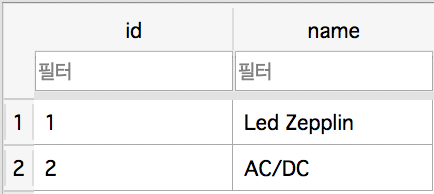 id name
필터 필터
1 1 Led Zepplin
2 2 AC/DC